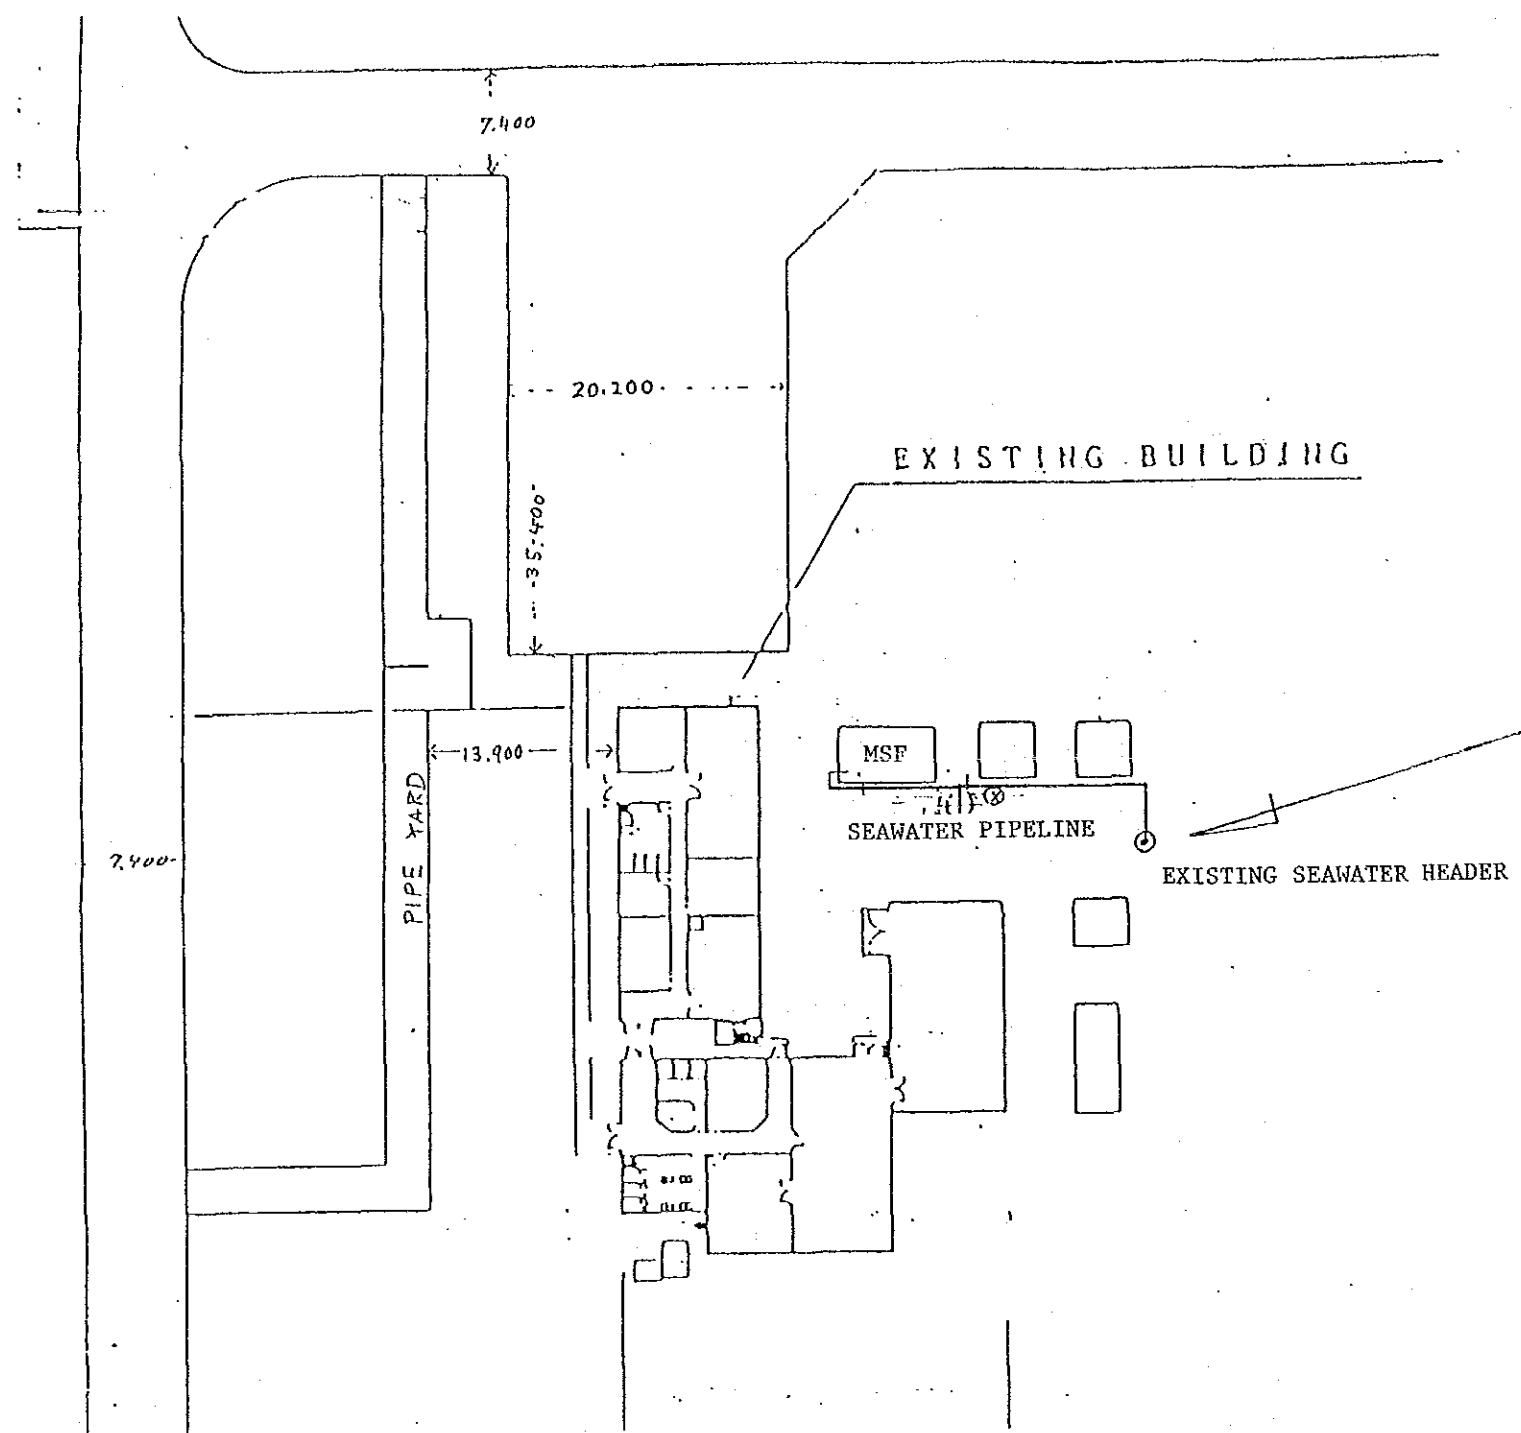 7.400
20.200
EXISTING BUILDING
35.400
13.900
MSF
PIPE YARD
SEAWATER PIPELINE
7.400
EXISTING SEAWATER HEADER